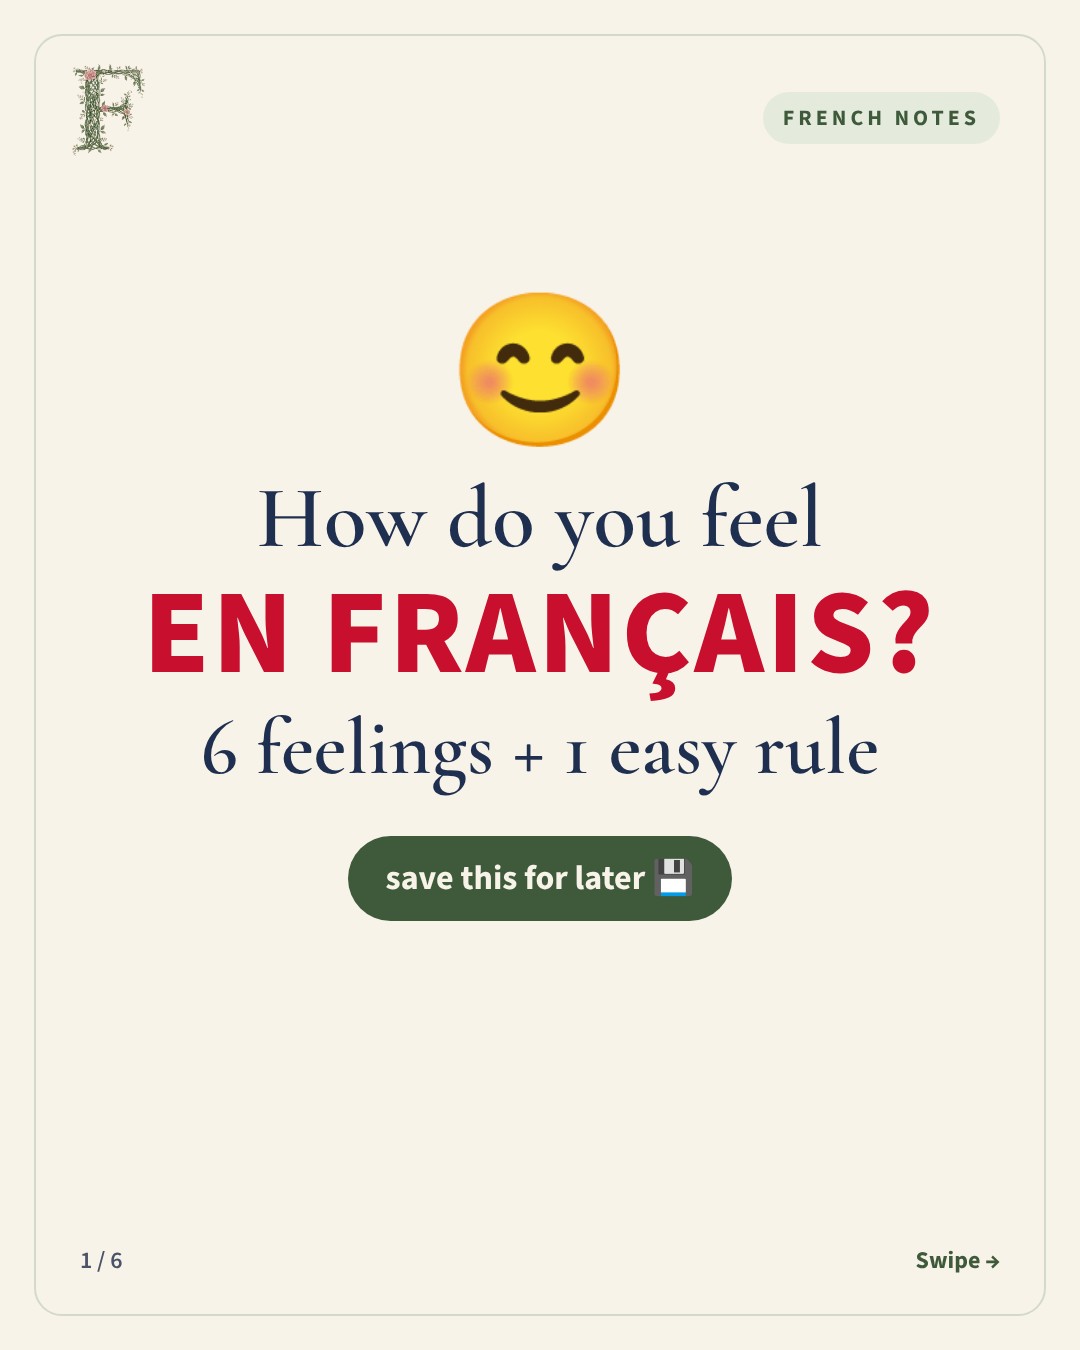 F
FRENCH NOTES
How do you feel
EN FRANÇAIS?
6 feelings + 1 easy rule
save this for later 💾
1 / 6
Swipe →